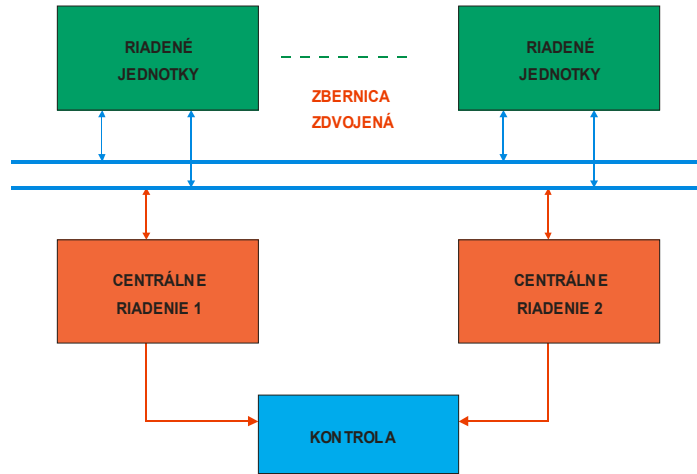 RIADENÉ
JEDNOTKY
RIADENÉ
JEDNOTKY
ZBERNICA
ZDVOJENÁ
CENTRÁLNE
RIADENIE 1
CENTRÁLNE
RIADENIE 2
KONTROLA